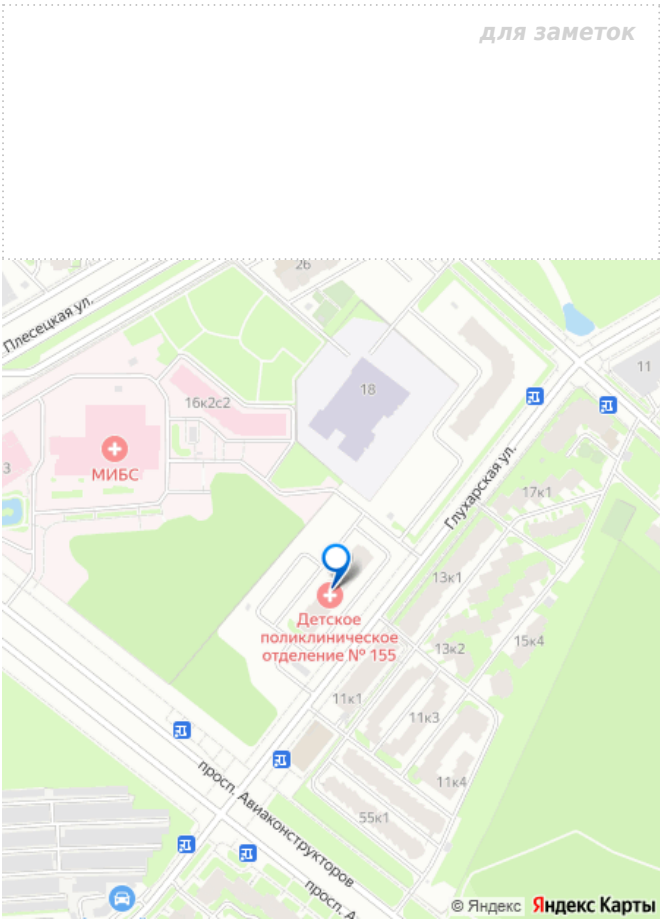 для заметок
26
Плесецкая ул.
18
11
16к2с2
МИБС
3
Глухарская ул.
17к1
13к1
Детское
поликлиническое
отделение № 155
13к2
15к4
11к1
11к3
11к4
просп. Авиаконструкторов
55к1
просп. А
© Яндекс Яндекс Карты